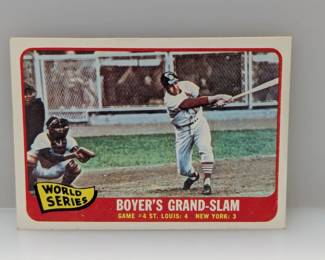 WORLD
SERIES
BOYER'S GRAND-SLAM
GAME #4 ST. LOUIS: 4 NEW YORK: 3